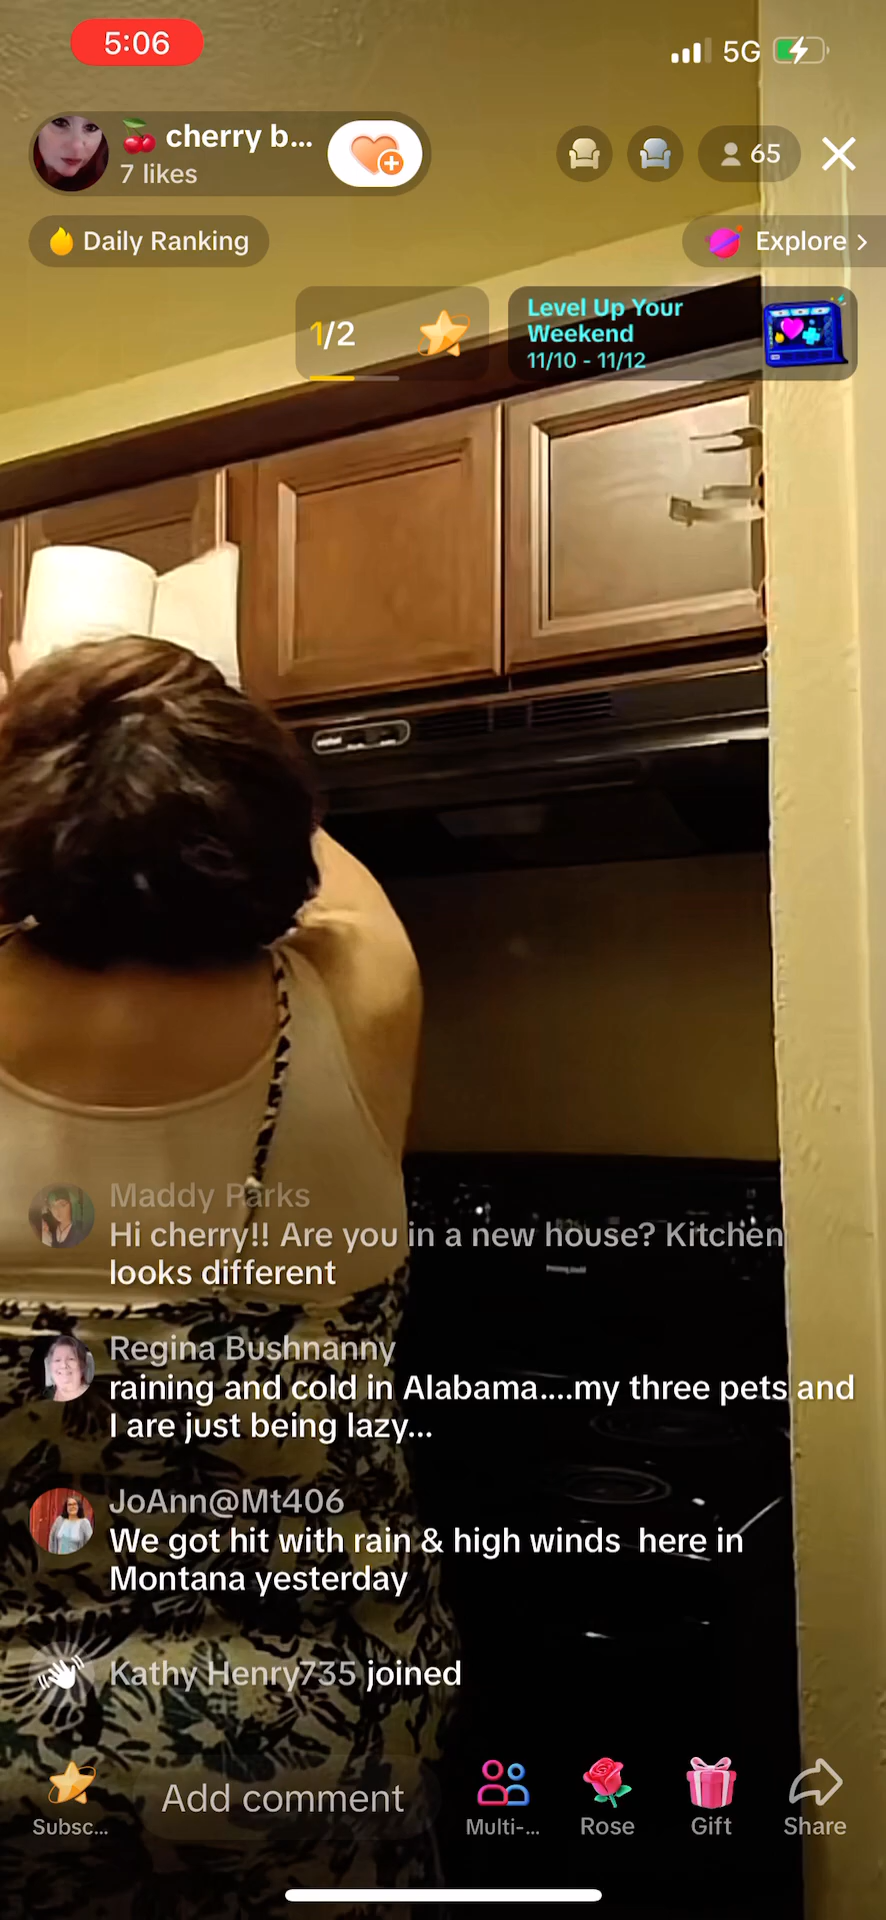 5:06
5G
🍒 cherry b...
7 likes
65
Daily Ranking
Explore >
1/2
Level Up Your
Weekend
11/10 - 11/12
Maddy Parks
Hi cherry!! Are you in a new house? Kitchen
looks different
Regina Bushnanny
raining and cold in Alabama....my three pets and
I are just being lazy...
JoAnn@Mt406
We got hit with rain & high winds  here in
Montana yesterday
Kathy Henry735 joined
Subsc...
Add comment
Multi-...
Rose
Gift
Share